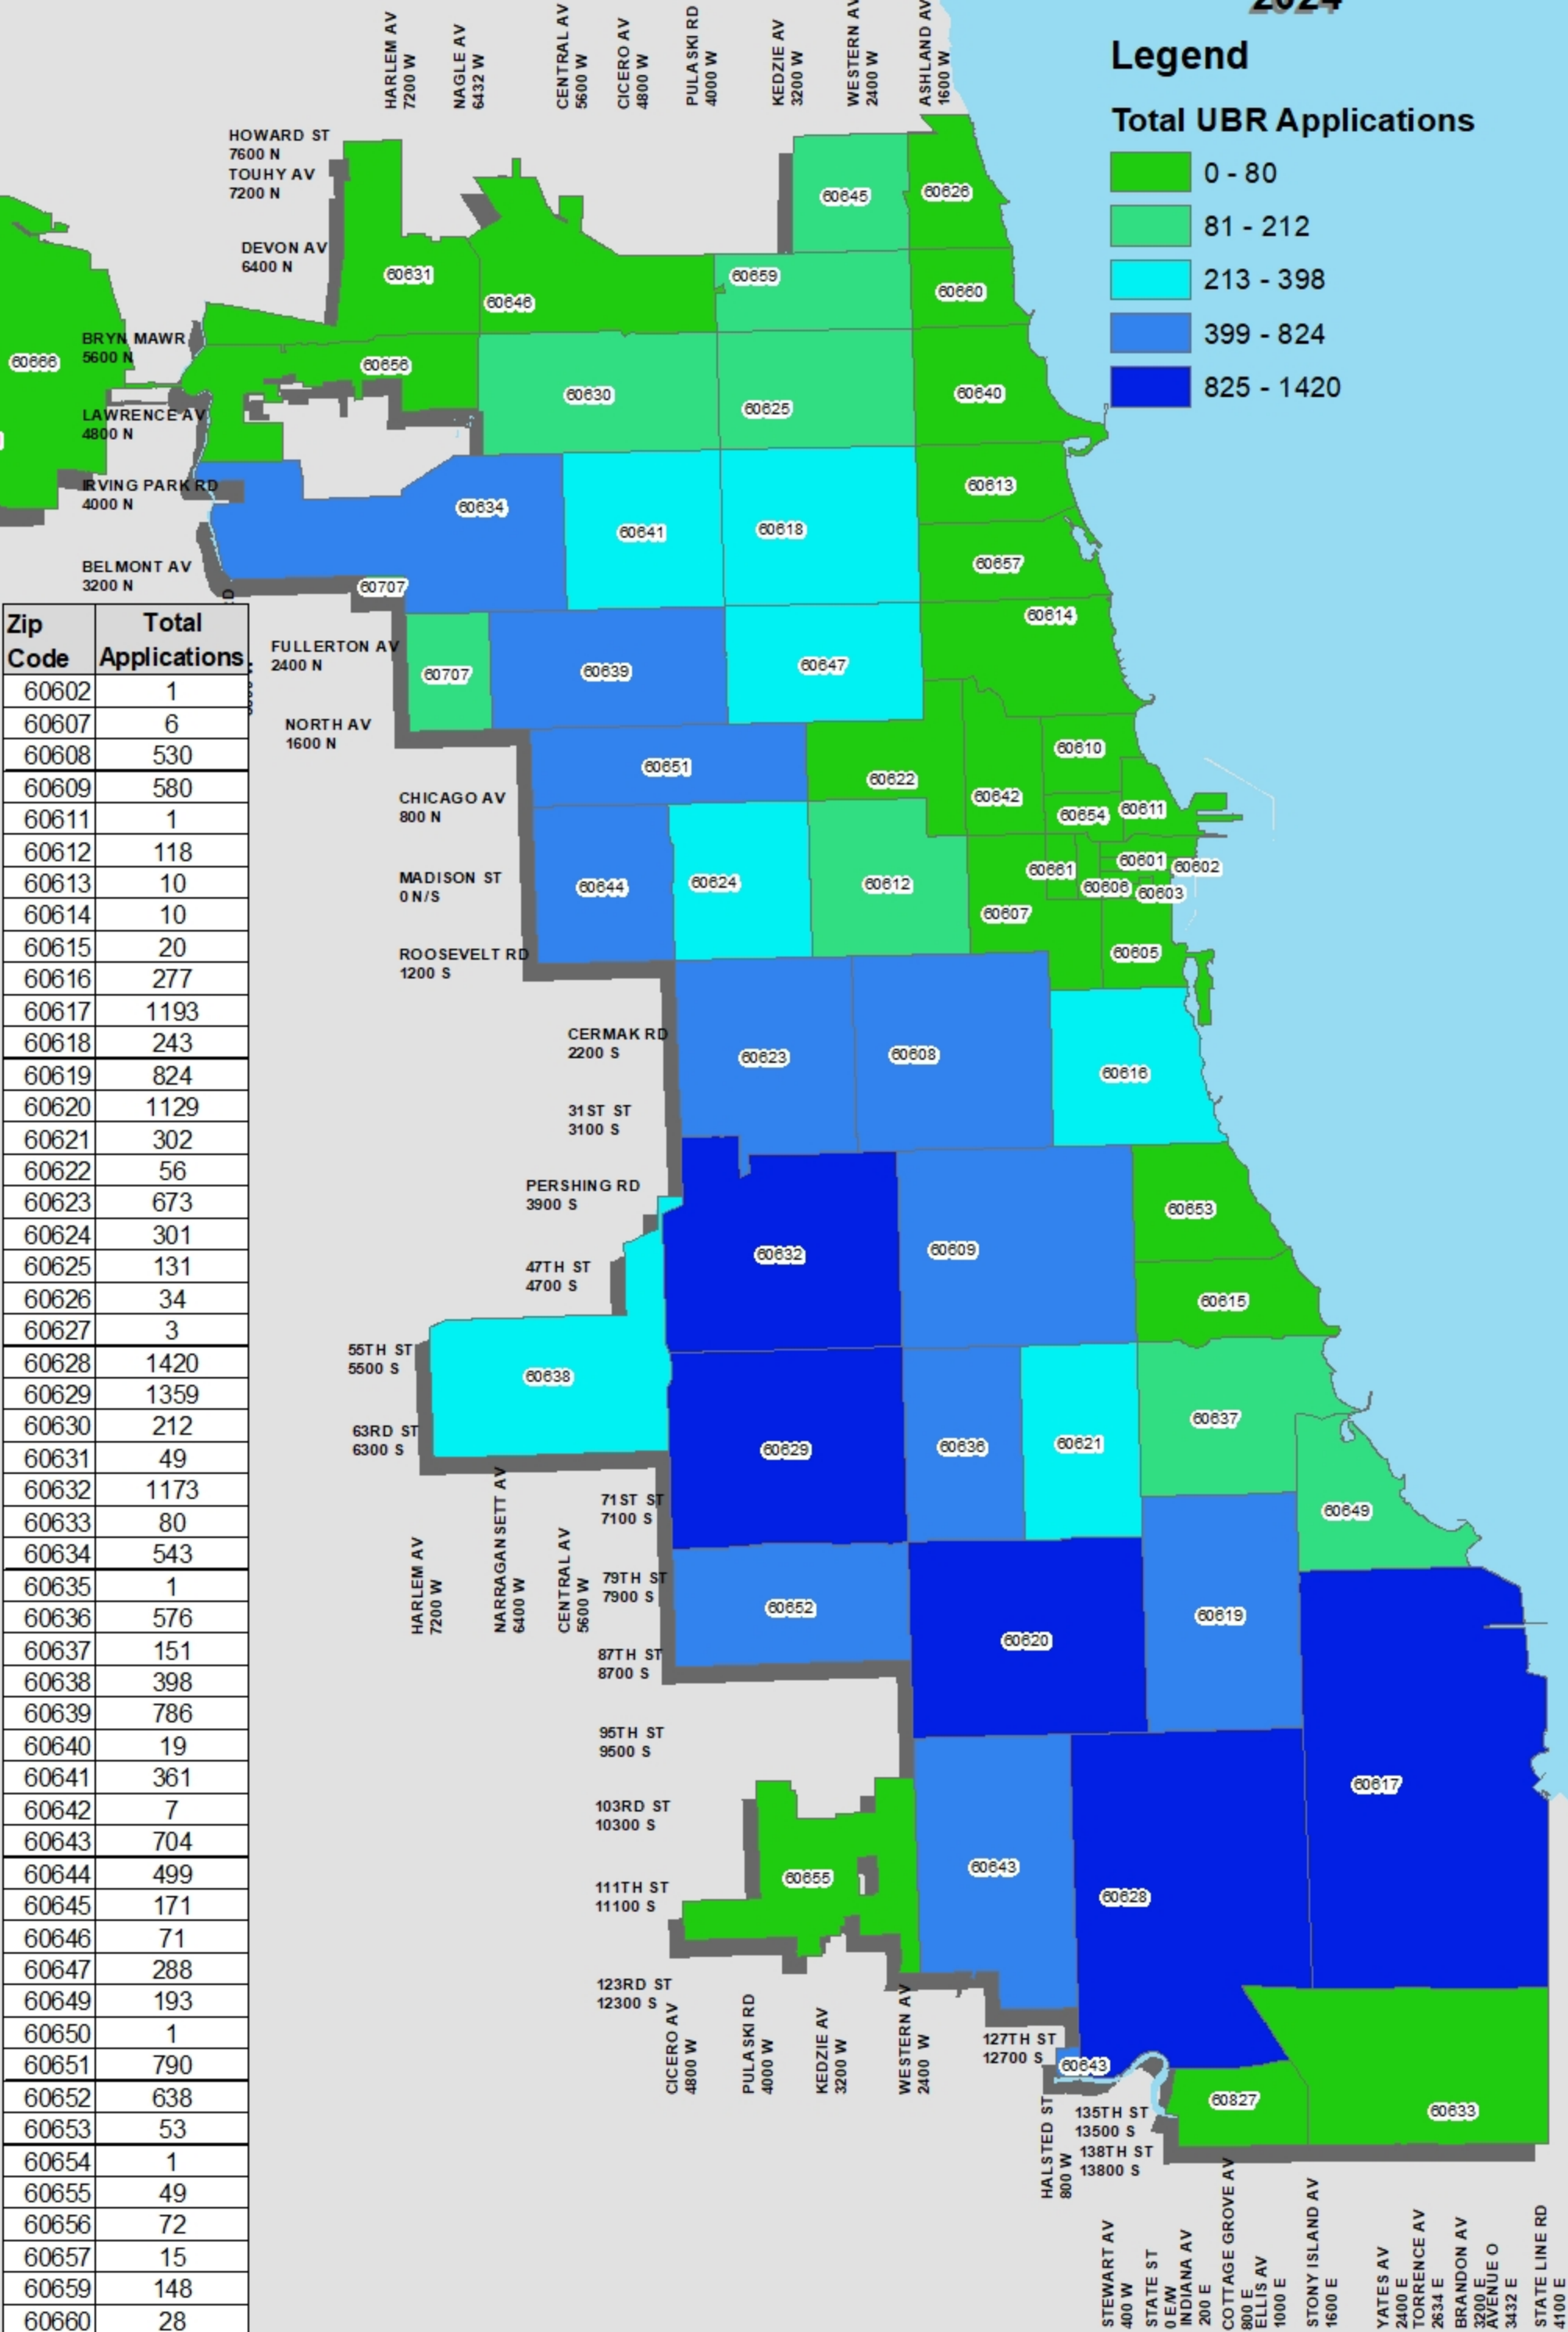 2024
Legend
Total UBR Applications
0 - 80
81 - 212
213 - 398
399 - 824
825 - 1420
HARLEM AV
7200 W
NAGLE AV
6432 W
CENTRAL AV
5600 W
CICERO AV
4800 W
PULASKI RD
4000 W
KEDZIE AV
3200 W
WESTERN AV
2400 W
ASHLAND AV
1600 W
HOWARD ST
7600 N
TOUHY AV
7200 N
DEVON AV
6400 N
BRYN MAWR
5600 N
LAWRENCE AV
4800 N
IRVING PARK RD
4000 N
BELMONT AV
3200 N
FULLERTON AV
2400 N
NORTH AV
1600 N
CHICAGO AV
800 N
MADISON ST
0 N/S
ROOSEVELT RD
1200 S
CERMAK RD
2200 S
31ST ST
3100 S
PERSHING RD
3900 S
47TH ST
4700 S
55TH ST
5500 S
63RD ST
6300 S
71ST ST
7100 S
79TH ST
7900 S
87TH ST
8700 S
95TH ST
9500 S
103RD ST
10300 S
111TH ST
11100 S
123RD ST
12300 S
127TH ST
12700 S
135TH ST
13500 S
138TH ST
13800 S
HARLEM AV
7200 W
NARRAGANSETT AV
6400 W
CENTRAL AV
5600 W
CICERO AV
4800 W
PULASKI RD
4000 W
KEDZIE AV
3200 W
WESTERN AV
2400 W
HALSTED ST
800 W
STEWART AV
400 W
STATE ST
0 E/W
INDIANA AV
200 E
COTTAGE GROVE AV
800 E
ELLIS AV
1000 E
STONY ISLAND AV
1600 E
YATES AV
2400 E
TORRENCE AV
2634 E
BRANDON AV
3200 E
AVENUE O
3432 E
STATE LINE RD
4100 E
60645
60626
60631
60646
60659
60660
60666
60656
60630
60625
60640
60634
60641
60618
60613
60657
60707
60614
60707
60639
60647
60651
60622
60610
60642
60654
60611
60644
60624
60612
60661
60601
60602
60606
60603
60607
60605
60623
60608
60616
60632
60609
60653
60615
60638
60629
60636
60621
60637
60649
60652
60620
60619
60617
60655
60643
60628
60643
60827
60633
Zip Code Total Applications
60602 1
60607 6
60608 530
60609 580
60611 1
60612 118
60613 10
60614 10
60615 20
60616 277
60617 1193
60618 243
60619 824
60620 1129
60621 302
60622 56
60623 673
60624 301
60625 131
60626 34
60627 3
60628 1420
60629 1359
60630 212
60631 49
60632 1173
60633 80
60634 543
60635 1
60636 576
60637 151
60638 398
60639 786
60640 19
60641 361
60642 7
60643 704
60644 499
60645 171
60646 71
60647 288
60649 193
60650 1
60651 790
60652 638
60653 53
60654 1
60655 49
60656 72
60657 15
60659 148
60660 28